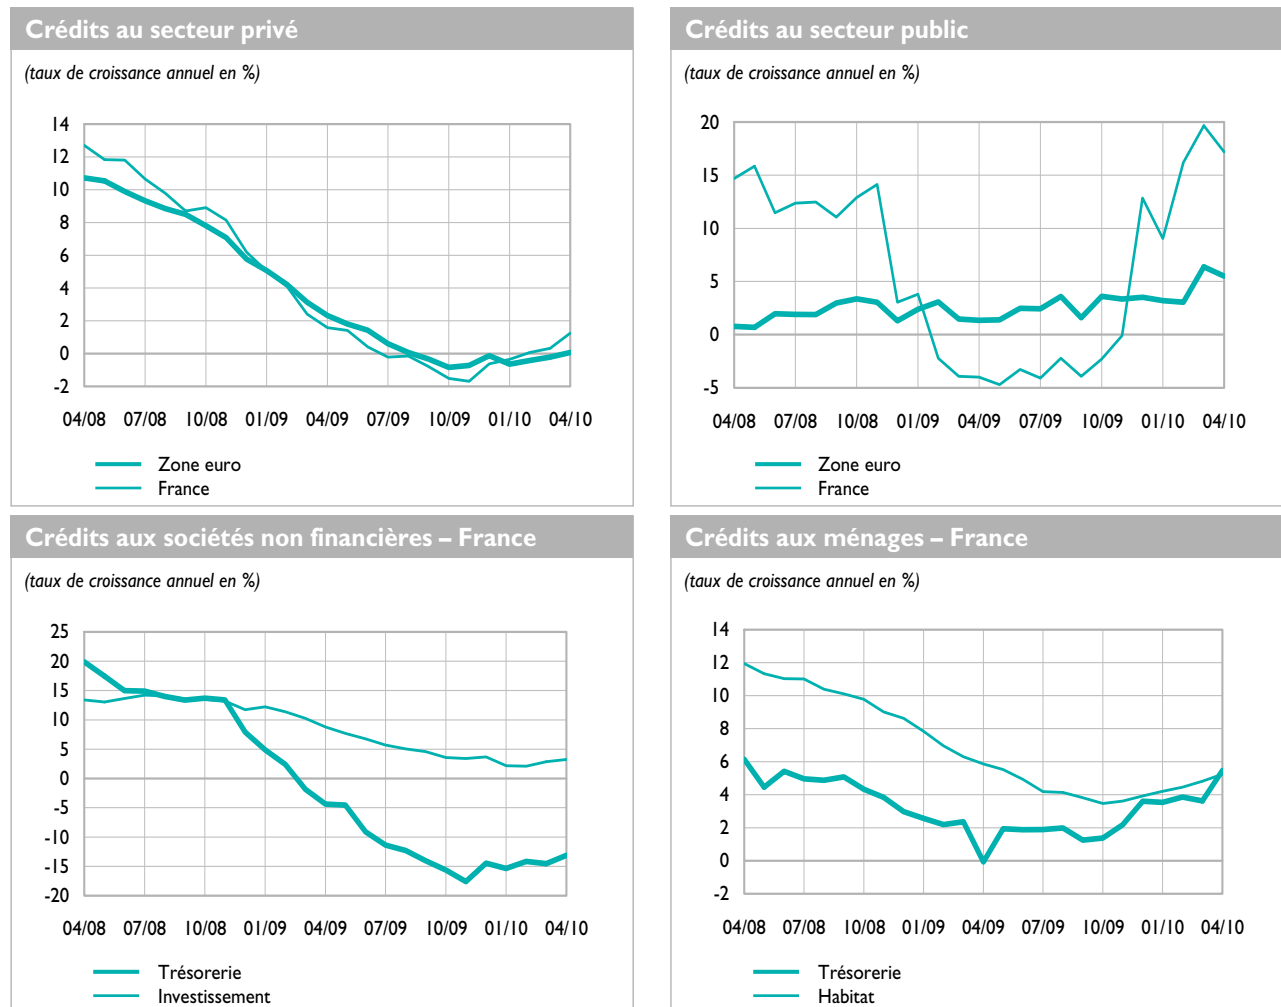 Crédits au secteur privé
(taux de croissance annuel en %)
14
12
10
8
6
4
2
0
-2
04/08 07/08 10/08 01/09 04/09 07/09 10/09 01/10 04/10
Zone euro
France
Crédits au secteur public
(taux de croissance annuel en %)
20
15
10
5
0
-5
04/08 07/08 10/08 01/09 04/09 07/09 10/09 01/10 04/10
Zone euro
France
Crédits aux sociétés non financières – France
(taux de croissance annuel en %)
25
20
15
10
5
0
-5
-10
-15
-20
04/08 07/08 10/08 01/09 04/09 07/09 10/09 01/10 04/10
Trésorerie
Investissement
Crédits aux ménages – France
(taux de croissance annuel en %)
14
12
10
8
6
4
2
0
-2
04/08 07/08 10/08 01/09 04/09 07/09 10/09 01/10 04/10
Trésorerie
Habitat